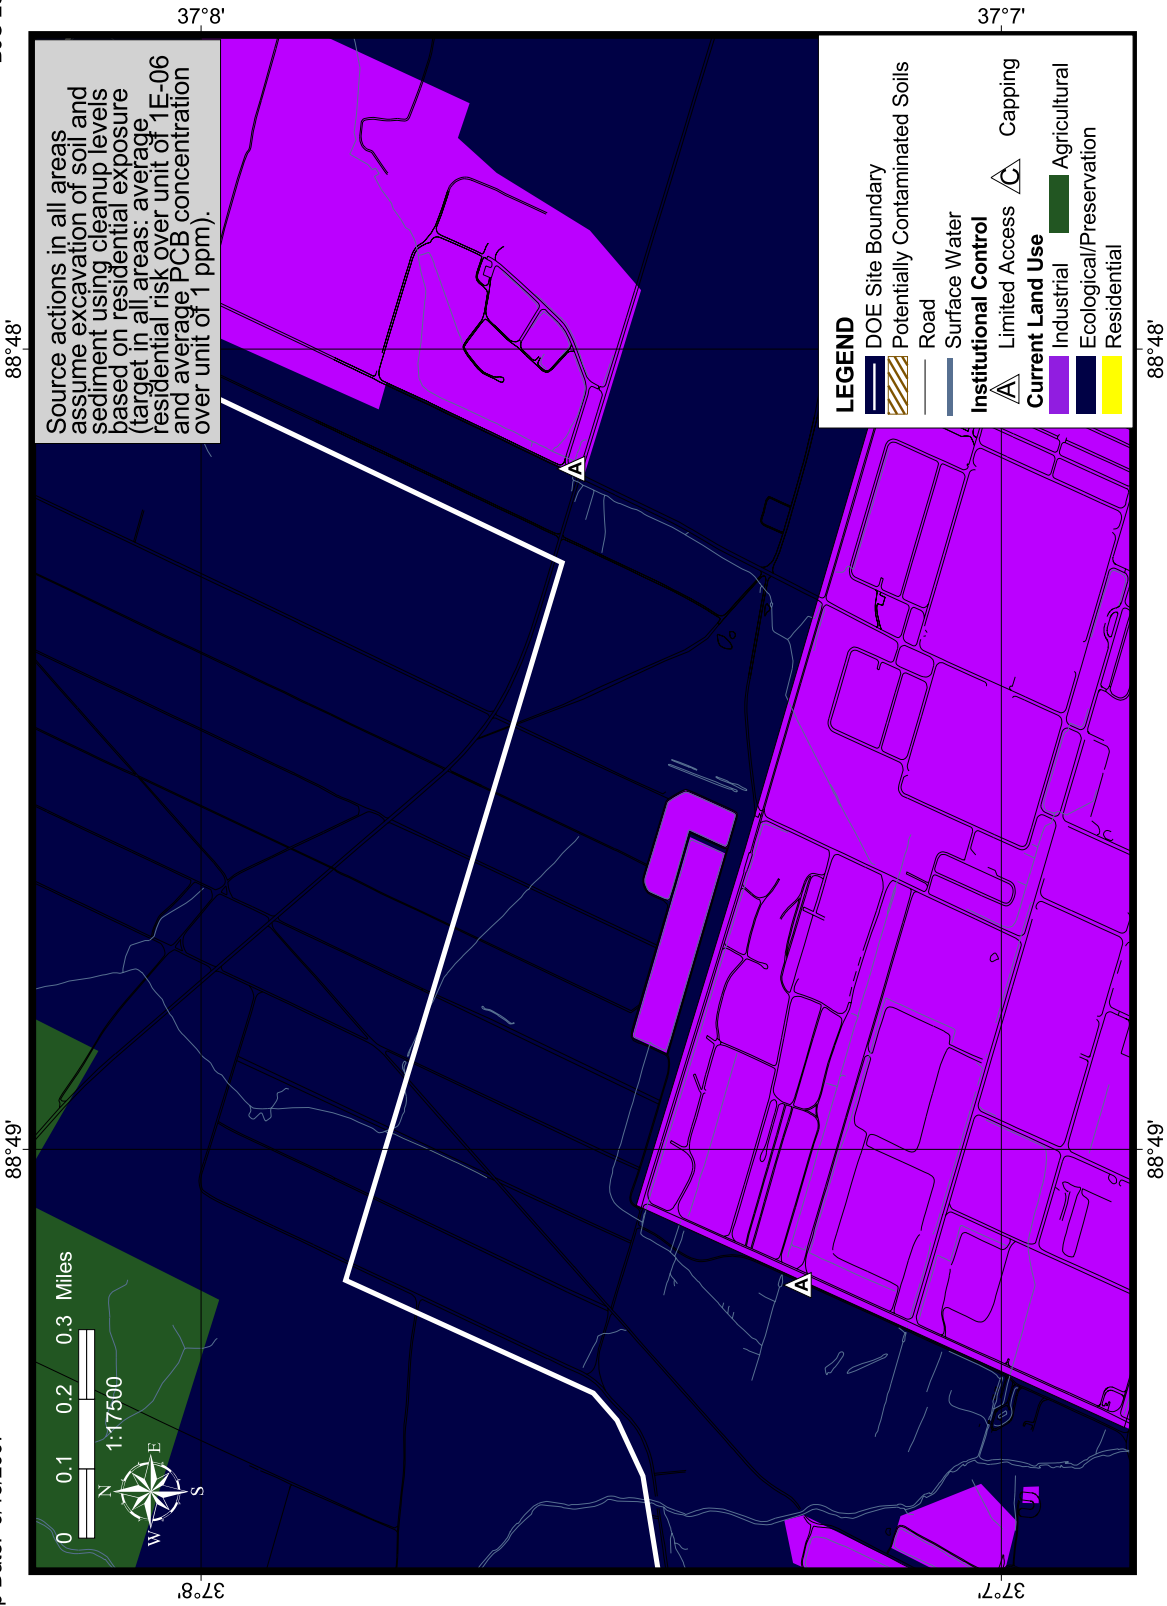 Source actions in all areas
assume excavation of soil and
sediment using cleanup levels
based on residential exposure
(target in all areas: average
residential risk over unit of 1E-06
and average PCB concentration
over unit of 1 ppm).
LEGEND
DOE Site Boundary
Potentially Contaminated Soils
Road
Surface Water
Institutional Control
A Limited Access C Capping
Current Land Use
Industrial Agricultural
Ecological/Preservation
Residential
37°8'
37°7'
88°48'
88°48'
88°49'
88°49'
37°8'
37°7'
A
A
0 0.1 0.2 0.3 Miles
1:17500
N
W E
S